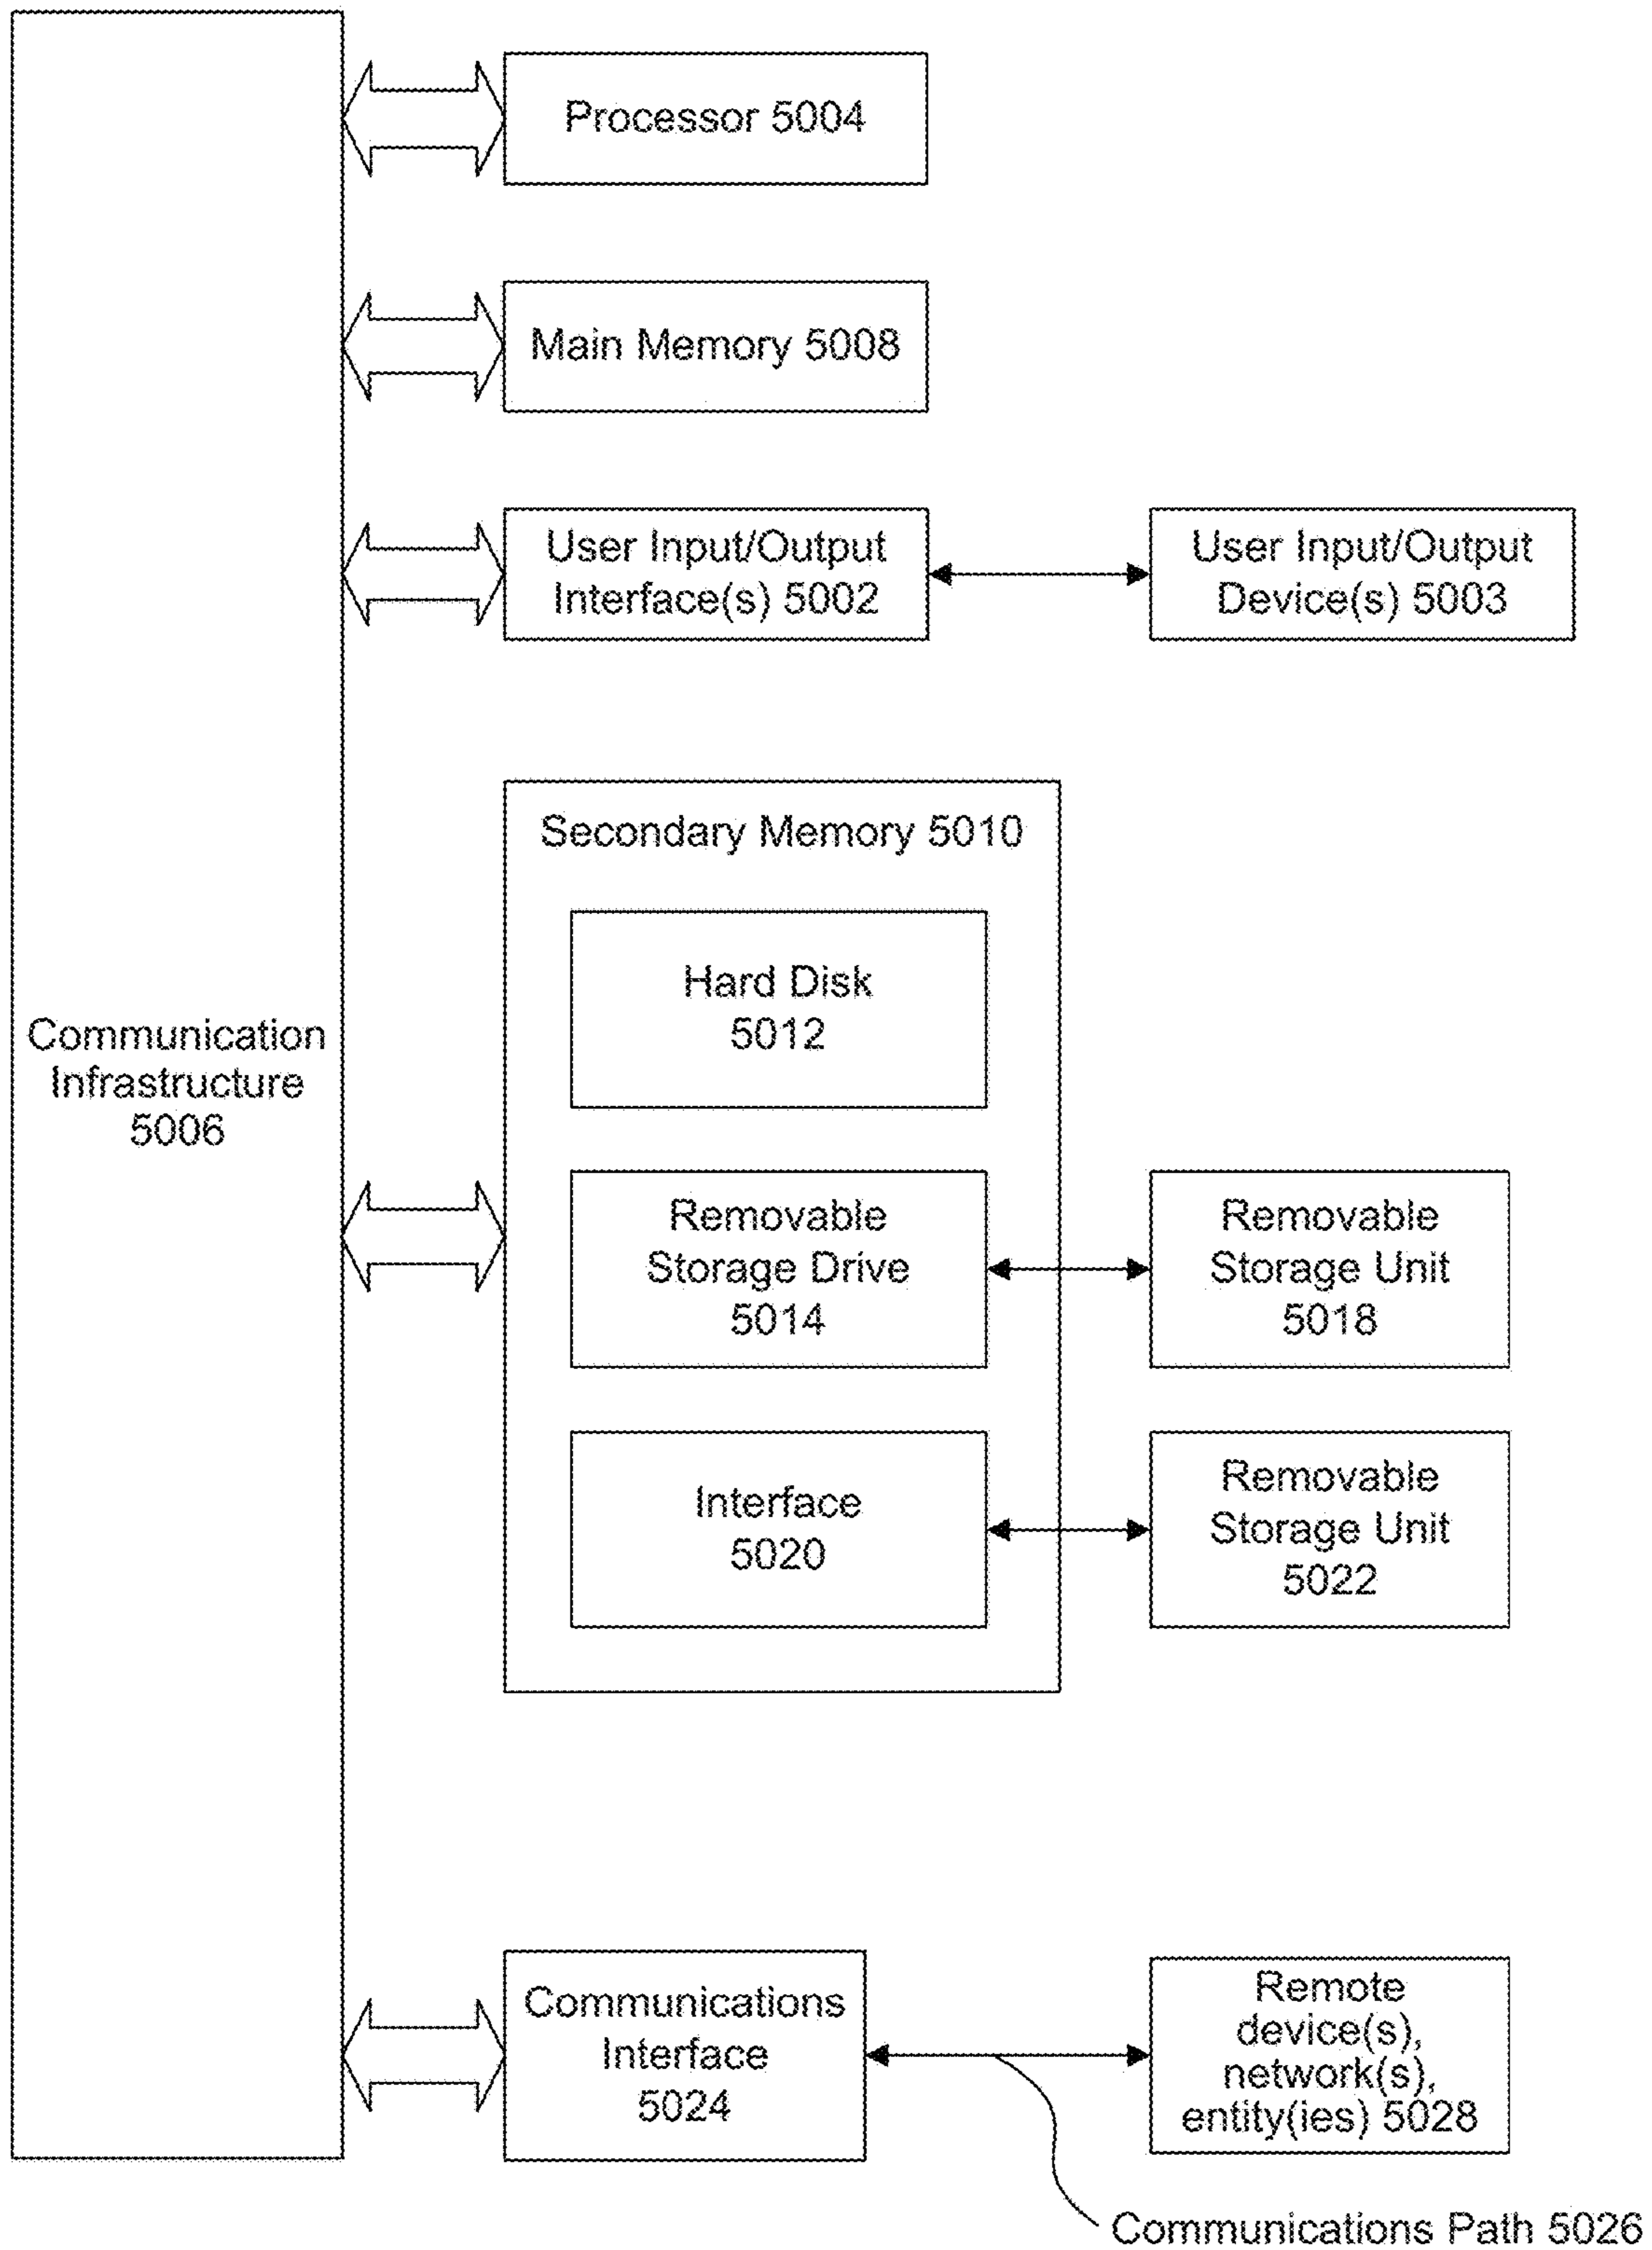 Processor 5004
Main Memory 5008
User Input/Output
Interface(s) 5002
User Input/Output
Device(s) 5003
Secondary Memory 5010
Hard Disk
5012
Communication
Infrastructure
5006
Removable
Storage Drive
5014
Removable
Storage Unit
5018
Interface
5020
Removable
Storage Unit
5022
Communications
Interface
5024
Remote
device(s),
network(s),
entity(ies) 5028
Communications Path 5026